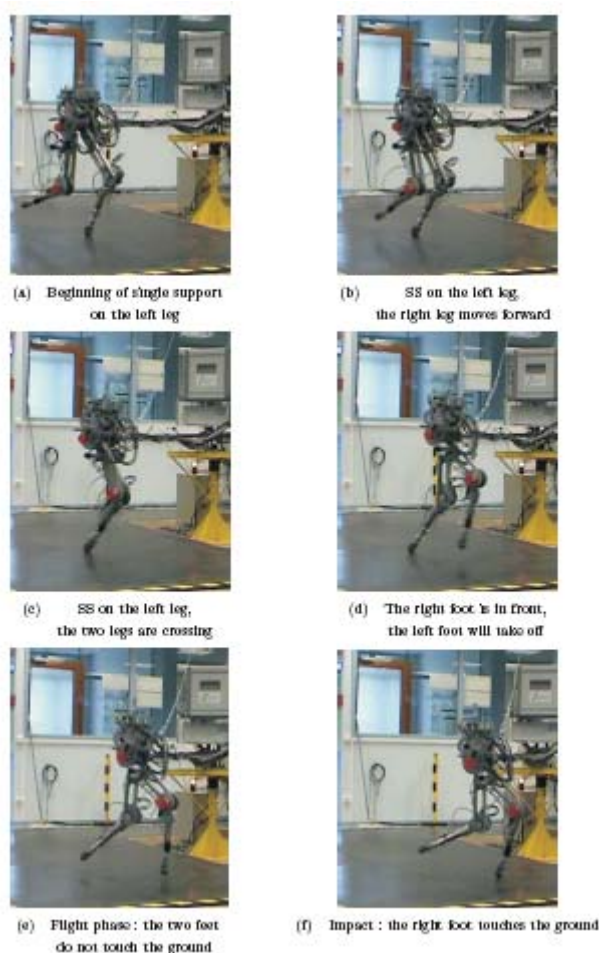 (a) Beginning of single support
on the left leg
(b) SS on the left leg,
the right leg moves forward
(c) SS on the left leg,
the two legs are crossing
(d) The right foot is in front,
the left foot will take off
(e) Flight phase : the two feet
do not touch the ground
(f) Impact : the right foot touches the ground